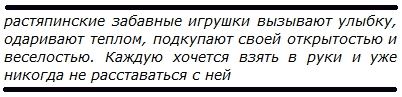 растяпинские забавные игрушки вызывают улыбку,
одаривают теплом, подкупают своей открытостью и
веселостью. Каждую хочется взять в руки и уже
никогда не расставаться с ней